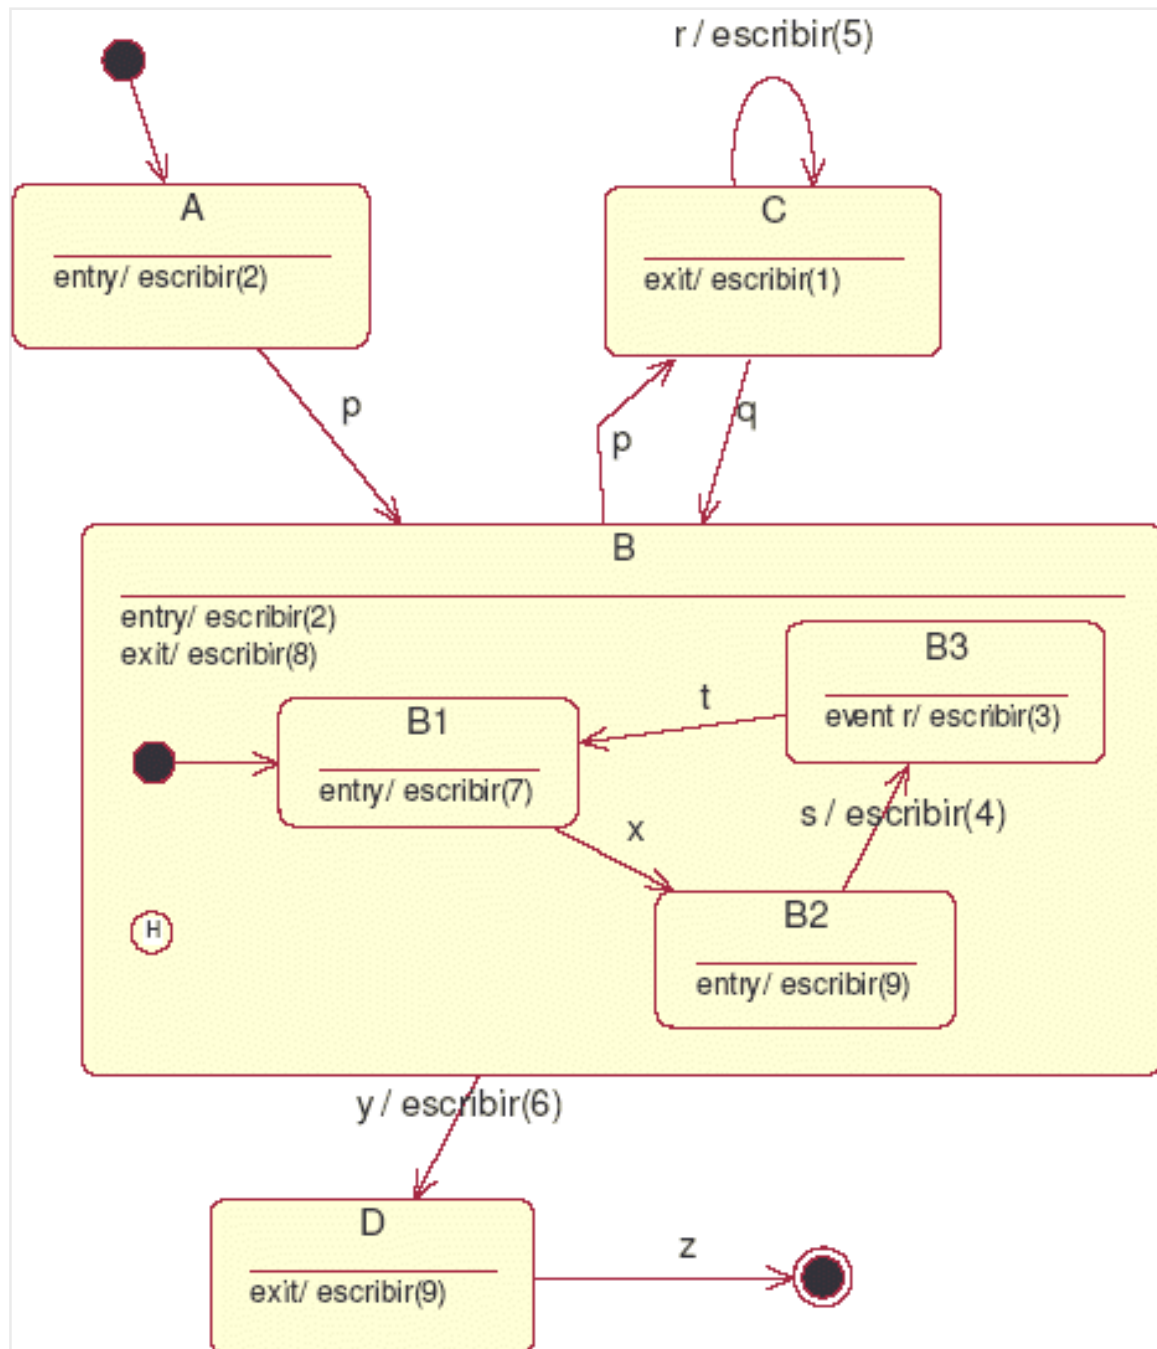 r / escribir(5)
A
entry/ escribir(2)
C
exit/ escribir(1)
p
p
q
B
entry/ escribir(2)
exit/ escribir(8)
B3
event r/ escribir(3)
t
B1
entry/ escribir(7)
x
s / escribir(4)
B2
entry/ escribir(9)
H
y / escribir(6)
D
exit/ escribir(9)
z